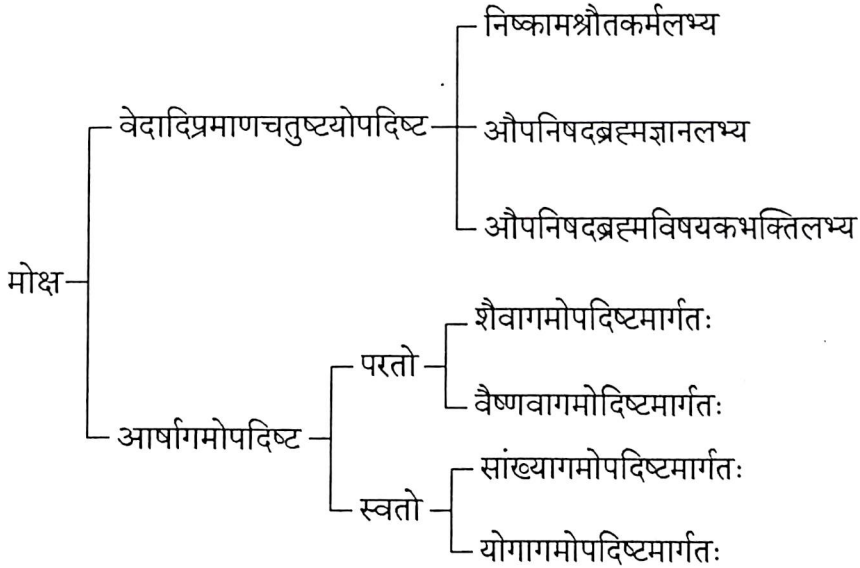 मोक्ष
वेदादिप्रमाणचतुष्टयोपदिष्ट
निष्कामश्रौतकर्मलभ्य
औपनिषदब्रह्मज्ञानलभ्य
औपनिषदब्रह्मविषयकभक्तिलभ्य
आर्षागमोपदिष्ट
परतो
शैवागमोपदिष्टमार्गतः
वैष्णवागमोदिष्टमार्गतः
स्वतो
सांख्यागमोपदिष्टमार्गतः
योगागमोपदिष्टमार्गतः